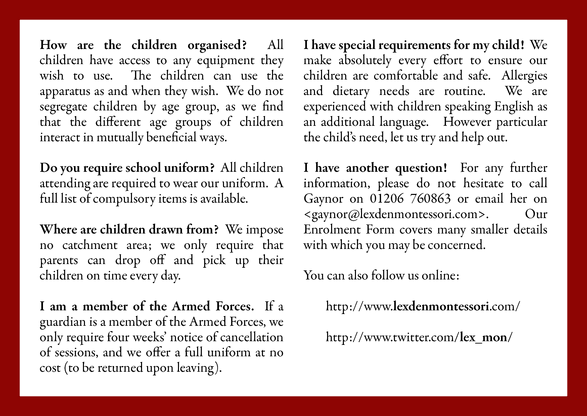 How are the children organised? All
children have access to any equipment they
wish to use. The children can use the
apparatus as and when they wish. We do not
segregate children by age group, as we find
that the different age groups of children
interact in mutually beneficial ways.
Do you require school uniform? All children
attending are required to wear our uniform. A
full list of compulsory items is available.
Where are children drawn from? We impose
no catchment area; we only require that
parents can drop off and pick up their
children on time every day.
I am a member of the Armed Forces. If a
guardian is a member of the Armed Forces, we
only require four weeks’ notice of cancellation
of sessions, and we offer a full uniform at no
cost (to be returned upon leaving).
I have special requirements for my child! We
make absolutely every effort to ensure our
children are comfortable and safe. Allergies
and dietary needs are routine. We are
experienced with children speaking English as
an additional language. However particular
the child’s need, let us try and help out.
I have another question! For any further
information, please do not hesitate to call
Gaynor on 01206 760863 or email her on
<gaynor@lexdenmontessori.com>. Our
Enrolment Form covers many smaller details
with which you may be concerned.
You can also follow us online:
http://www.lexdenmontessori.com/
http://www.twitter.com/lex_mon/